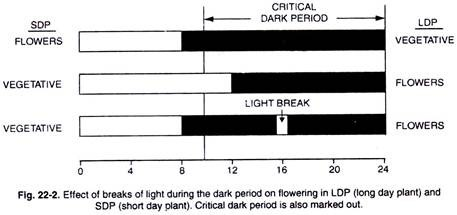 CRITICAL
DARK PERIOD
SDP LDP
FLOWERS VEGETATIVE
VEGETATIVE FLOWERS
LIGHT BREAK
VEGETATIVE FLOWERS
0 4 8 12 16 20 24
Fig. 22-2. Effect of breaks of light during the dark period on flowering in LDP (long day plant) and
SDP (short day plant). Critical dark period is also marked out.